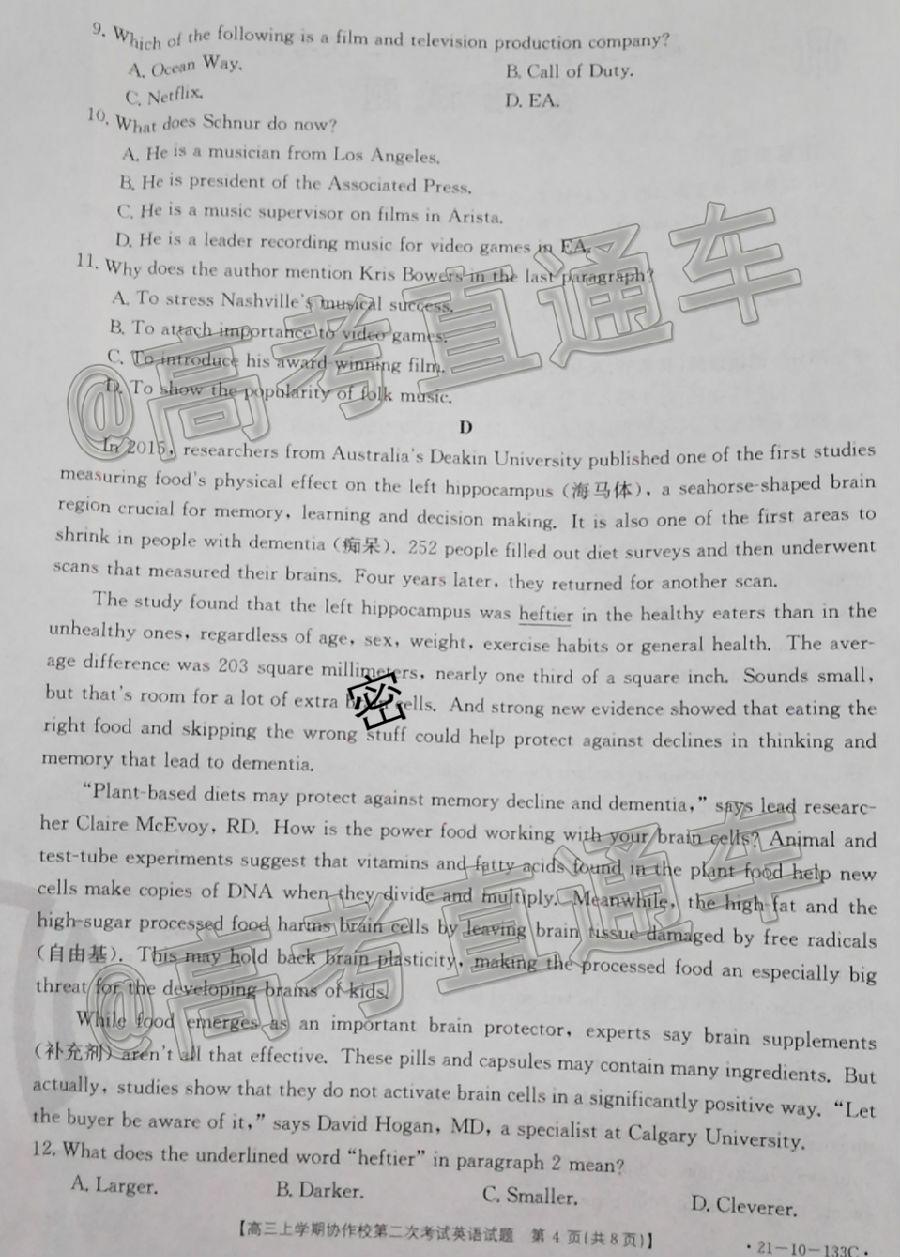 9. Which of the following is a film and television production company?
A. Ocean Way. B. Call of Duty.
C. Netflix. D. EA.
10. What does Schnur do now?
A. He is a musician from Los Angeles.
B. He is president of the Associated Press.
C. He is a music supervisor on films in Arista.
D. He is a leader recording music for video games in EA.
11. Why does the author mention Kris Bowers in the last paragraph?
A. To stress Nashville's musical success.
B. To attach importance to video games.
C. To introduce his award-winning film.
D. To show the popularity of folk music.
@高考直通车
D
In 2015, researchers from Australia's Deakin University published one of the first studies
measuring food's physical effect on the left hippocampus (海马体), a seahorse-shaped brain
region crucial for memory, learning and decision making. It is also one of the first areas to
shrink in people with dementia (痴呆). 252 people filled out diet surveys and then underwent
scans that measured their brains. Four years later, they returned for another scan.
The study found that the left hippocampus was heftier in the healthy eaters than in the
unhealthy ones, regardless of age, sex, weight, exercise habits or general health. The aver-
age difference was 203 square millimeters, nearly one third of a square inch. Sounds small,
but that's room for a lot of extra brain cells. And strong new evidence showed that eating the
密
right food and skipping the wrong stuff could help protect against declines in thinking and
memory that lead to dementia.
"Plant-based diets may protect against memory decline and dementia," says lead researc-
her Claire McEvoy, RD. How is the power food working with your brain cells? Animal and
test-tube experiments suggest that vitamins and fatty acids found in the plant food help new
cells make copies of DNA when they divide and multiply. Meanwhile, the high-fat and the
high-sugar processed food harms brain cells by leaving brain tissue damaged by free radicals
(自由基). This may hold back brain plasticity, making the processed food an especially big
threat for the developing brains of kids.
@高考直通车
While food emerges as an important brain protector, experts say brain supplements
(补充剂) aren't all that effective. These pills and capsules may contain many ingredients. But
actually, studies show that they do not activate brain cells in a significantly positive way. "Let
the buyer be aware of it," says David Hogan, MD, a specialist at Calgary University.
12. What does the underlined word "heftier" in paragraph 2 mean?
A. Larger. B. Darker. C. Smaller. D. Cleverer.
【高三上学期协作校第二次考试英语试题 第 4 页(共 8 页)】 ·21-10-133C·